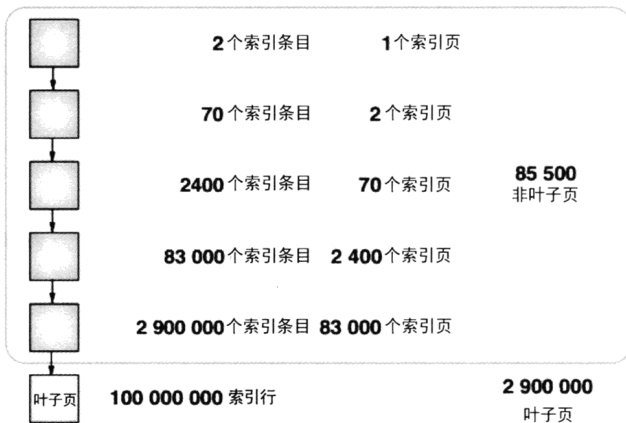 2个索引条目 1个索引页
70个索引条目 2个索引页
2400个索引条目 70个索引页
85 500
非叶子页
83 000个索引条目 2 400个索引页
2 900 000个索引条目 83 000个索引页
叶子页 100 000 000 索引行
2 900 000
叶子页